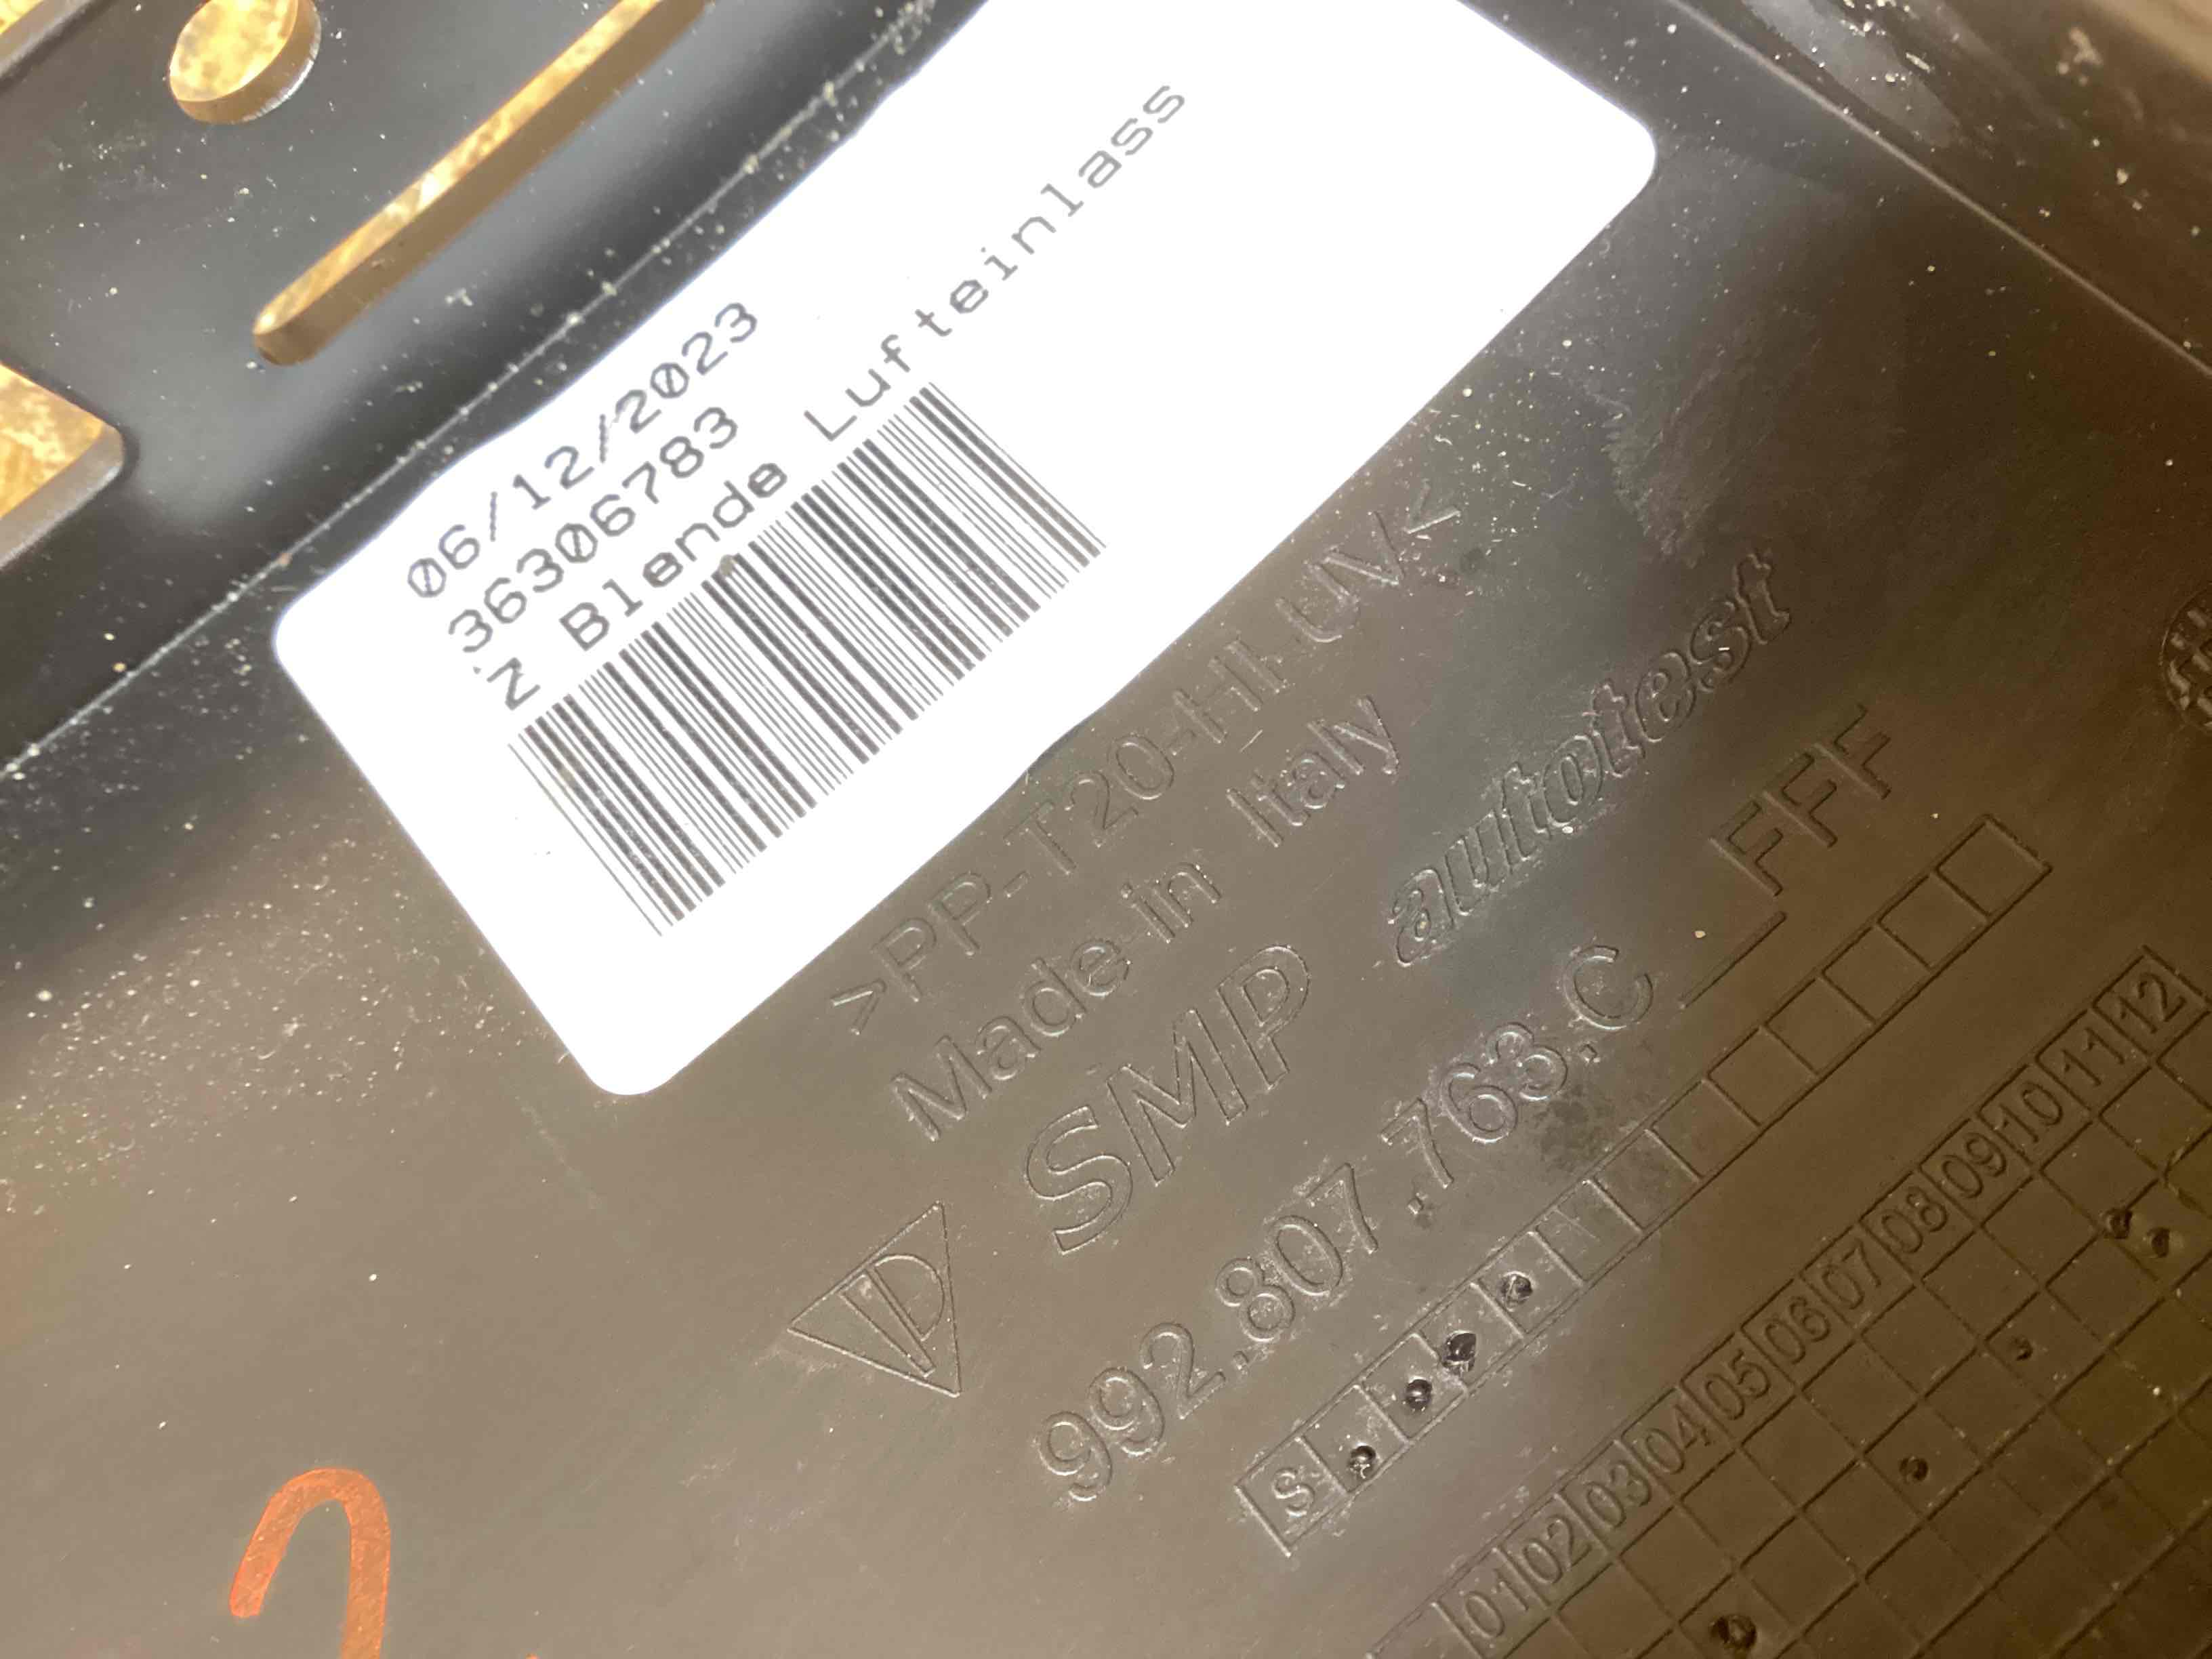 06/12/2023
36306783
Z Blende Lufteinlass
>PP-T20-HI UV<
Made in Italy
SMP autotest
992.807.763.C _FFF
S
01 02 03 04 05 06 07 08 09 10 11 12